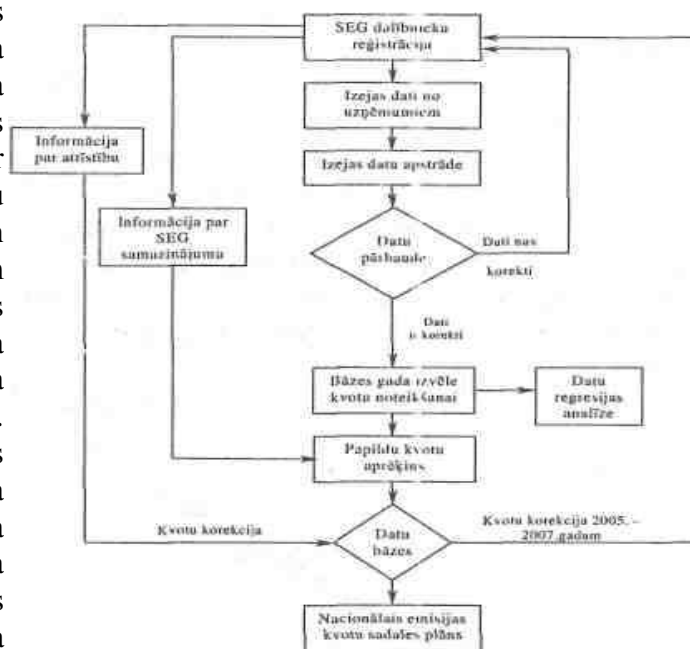 SEG dalībnieku
reģistrācija
Izejas dati no
uzņēmumiem
Informācija
par attīstību
Izejas datu apstrāde
Informācija par
SEG
samazinājumu
Datu
pārbaude
Dati nav
korekti
Dati
ir korekti
Bāzes gada izvēle
kvotu noteikšanai
Datu
regresijas
analīze
Papildu kvotu
aprēķins
Kvotu korekcija
Datu
bāzes
Kvotu korekcija 2005. –
2007.gadam
Nacionālais emisijas
kvotu sadales plāns